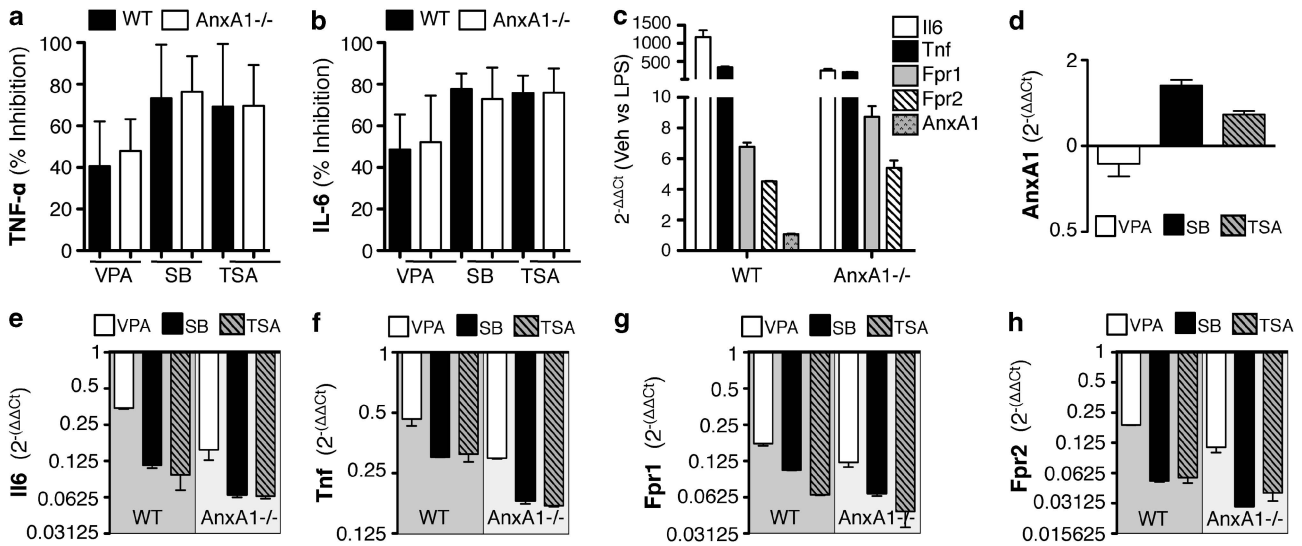 a
WT AnxA1-/-
TNF-α (% Inhibition)
100
80
60
40
20
0
VPA SB TSA
b
WT AnxA1-/-
IL-6 (% Inhibition)
100
80
60
40
20
0
VPA SB TSA
c
2-ΔΔCt (Veh vs LPS)
1500
1000
500
10
8
6
4
2
0
WT AnxA1-/-
Il6
Tnf
Fpr1
Fpr2
AnxA1
d
AnxA1 (2-(ΔΔCt)
2
0
0.5
VPA SB TSA
e
VPA SB TSA
Il6 (2-(ΔΔCt)
1
0.5
0.25
0.125
0.0625
0.03125
WT AnxA1-/-
f
VPA SB TSA
Tnf (2-(ΔΔCt)
1
0.5
0.25
0.125
WT AnxA1-/-
g
VPA SB TSA
Fpr1 (2-(ΔΔCt)
1
0.5
0.25
0.125
0.0625
0.03125
WT AnxA1-/-
h
VPA SB TSA
Fpr2 (2-(ΔΔCt)
1
0.5
0.25
0.125
0.0625
0.03125
0.015625
WT AnxA1-/-